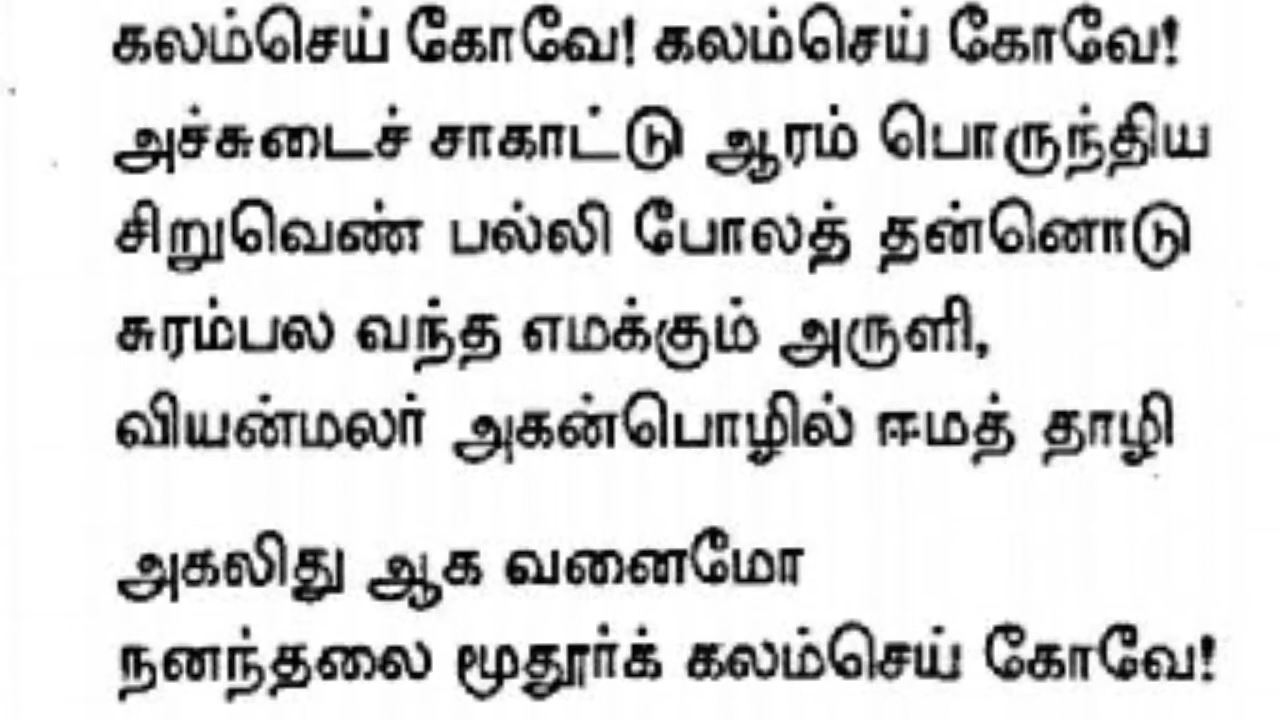 கலம்செய் கோவே! கலம்செய் கோவே!
அச்சுடைச் சாகாட்டு ஆரம் பொருந்திய
சிறுவெண் பல்லி போலத் தன்னொடு
சுரம்பல வந்த எமக்கும் அருளி,
வியன்மலர் அகன்பொழில் ஈமத் தாழி
அகலிது ஆக வனைமோ
நனந்தலை மூதூர்க் கலம்செய் கோவே!